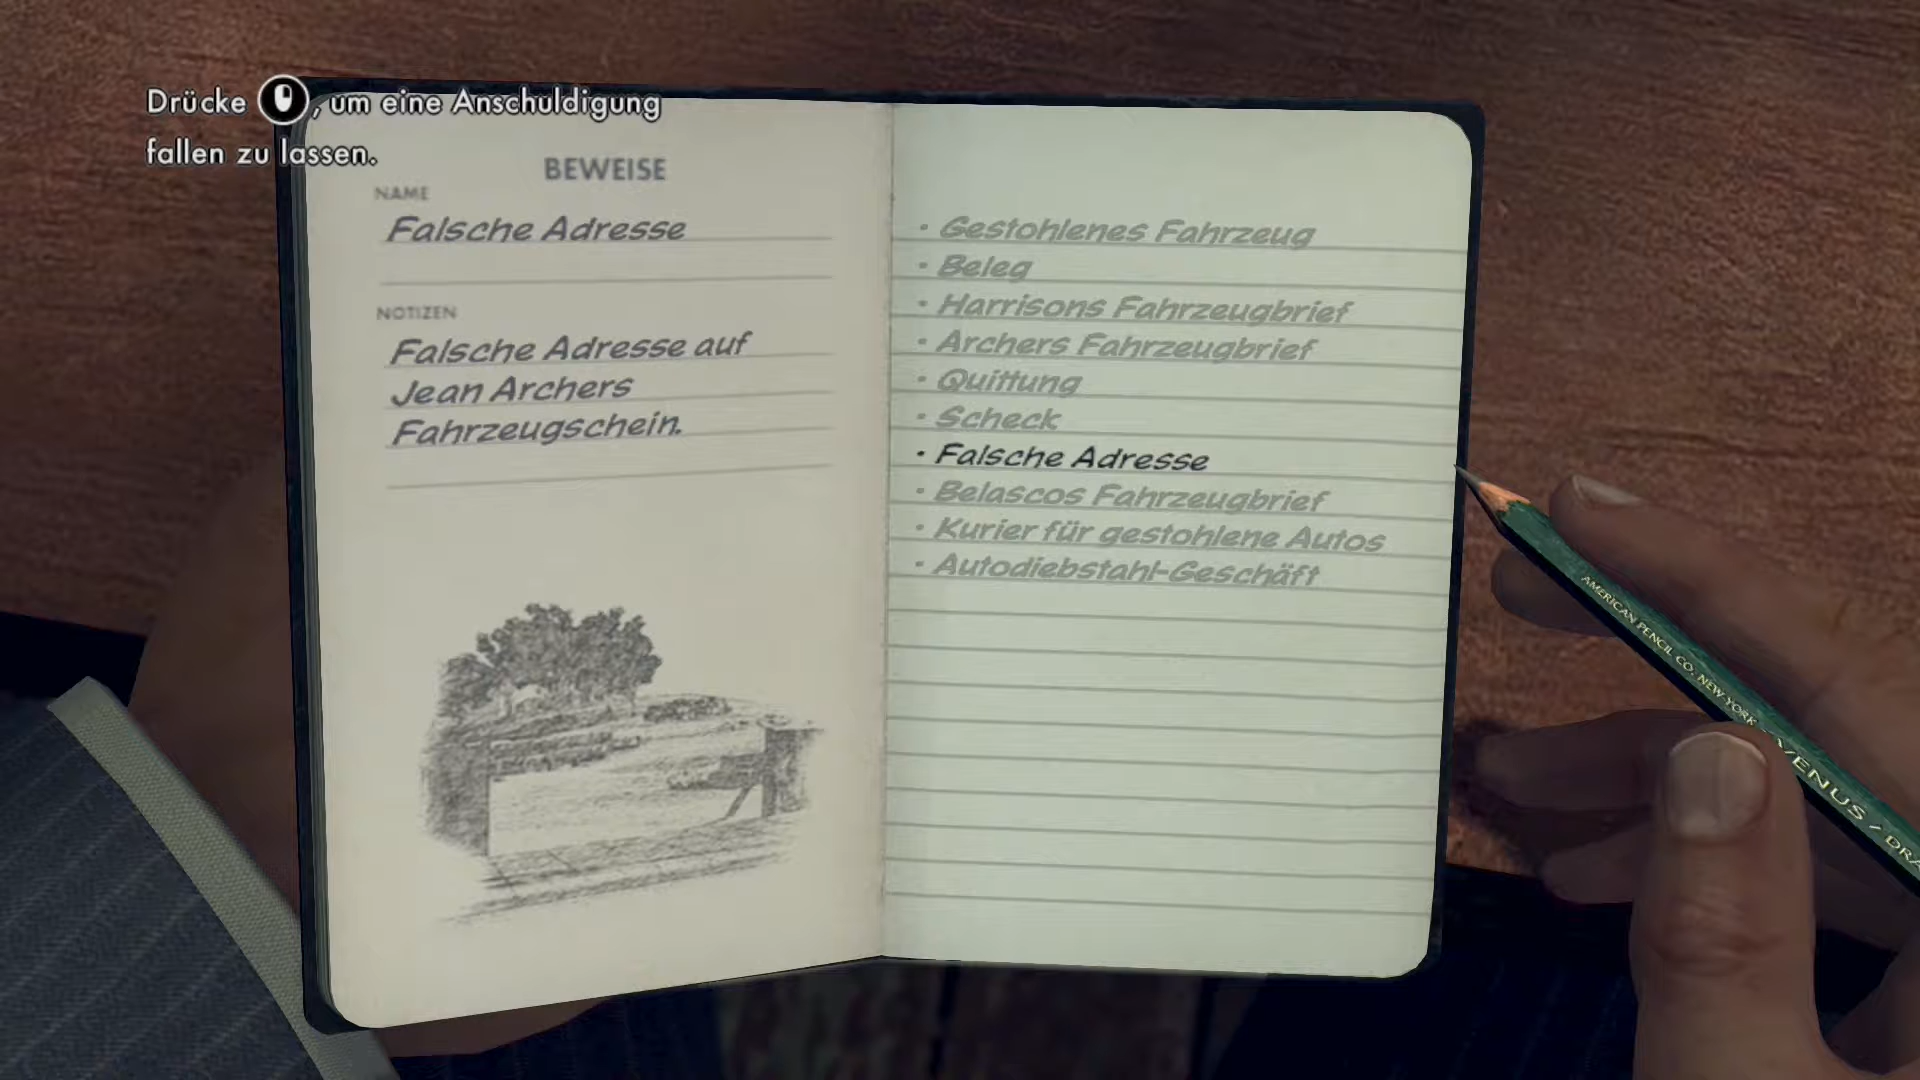 Drücke , um eine Anschuldigung
fallen zu lassen.
BEWEISE
NAME
Falsche Adresse
NOTIZEN
Falsche Adresse auf
Jean Archers
Fahrzeugschein.
• Gestohlenes Fahrzeug
• Beleg
• Harrisons Fahrzeugbrief
• Archers Fahrzeugbrief
• Quittung
• Scheck
• Falsche Adresse
• Belascos Fahrzeugbrief
• Kurier für gestohlene Autos
• Autodiebstahl-Geschäft
AMERICAN PENCIL CO. NEW-YORK
VENUS / DRA